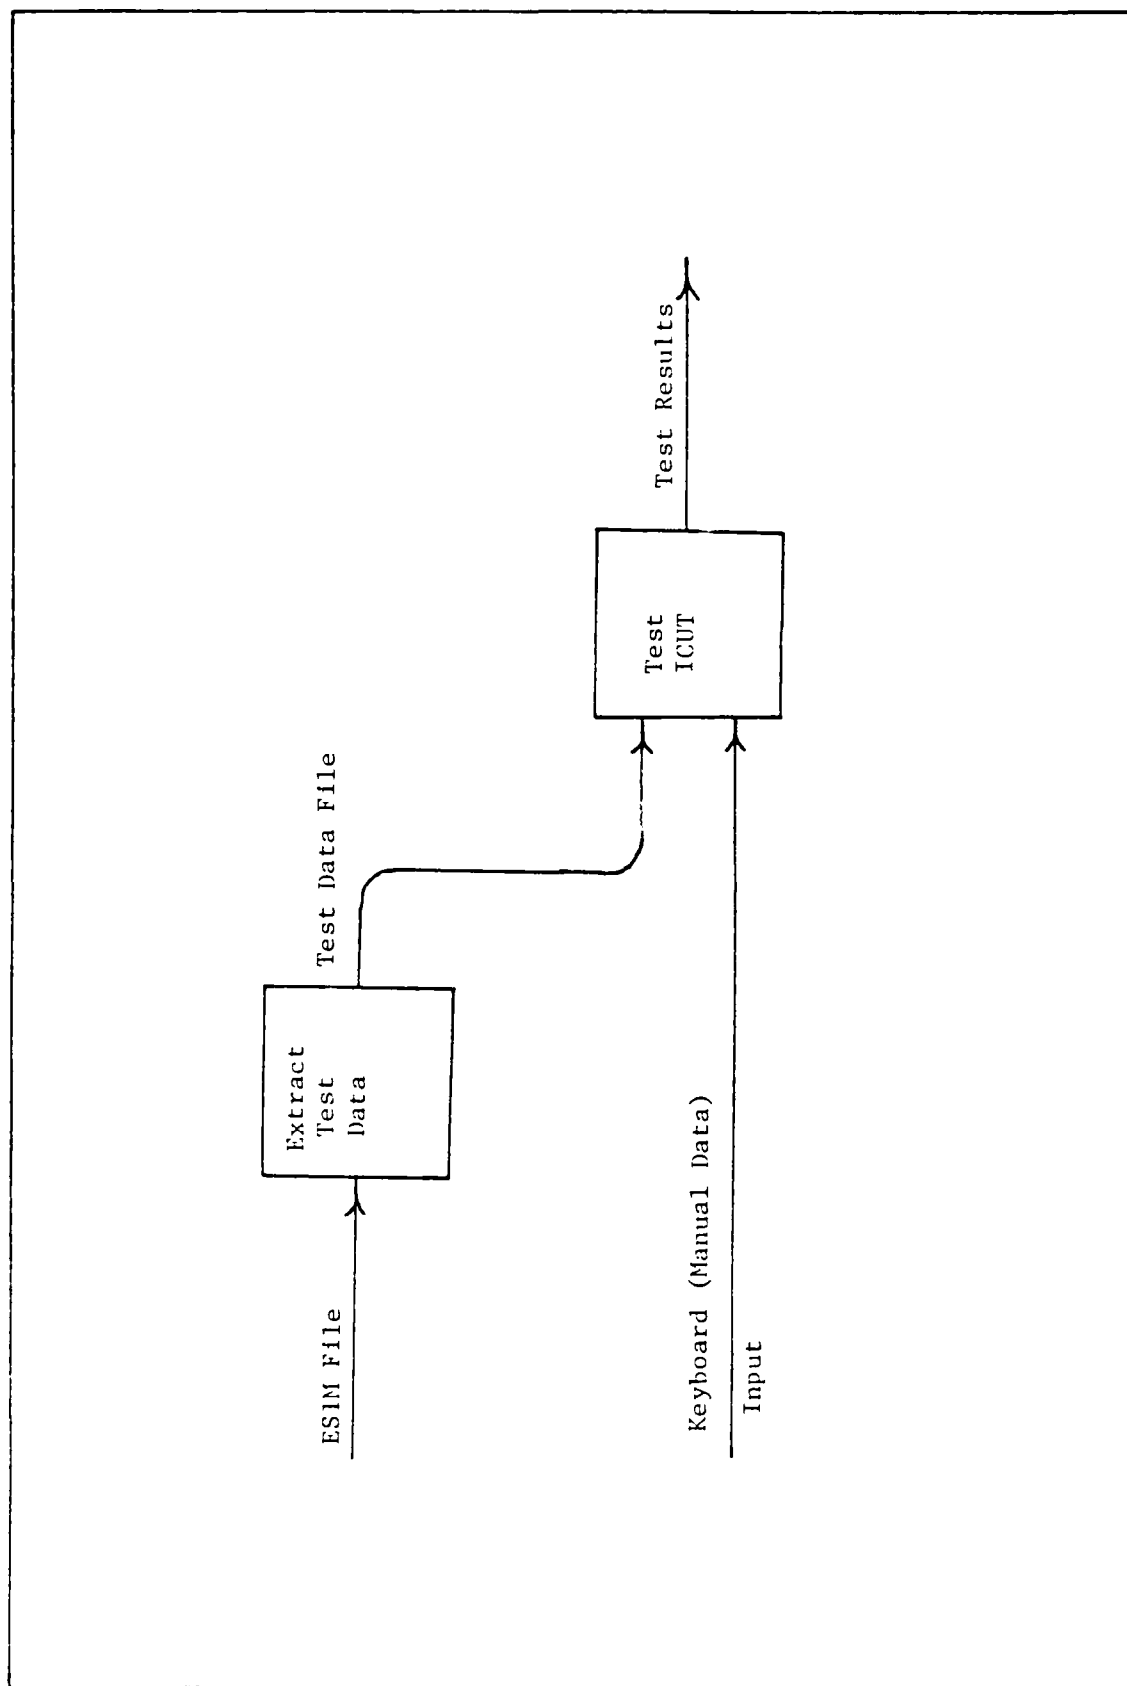 ESIM File
Extract
Test
Data
Test Data File
Keyboard (Manual Data)
Input
Test
ICUT
Test Results